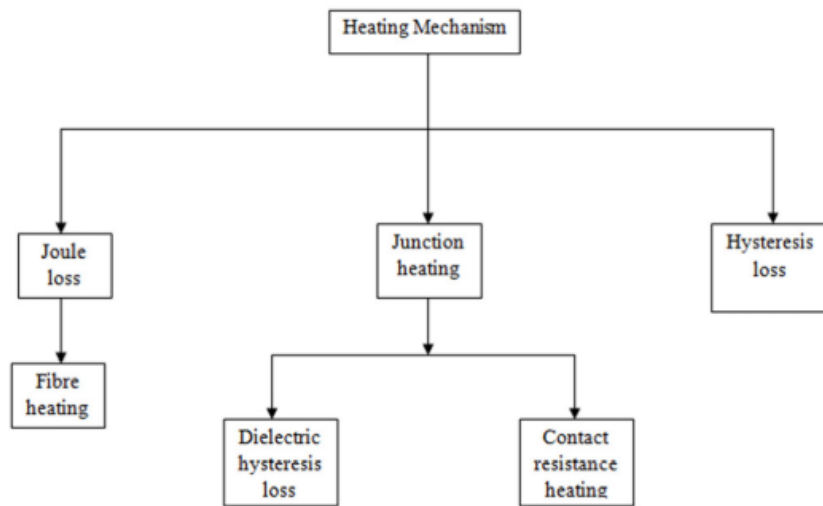 Heating Mechanism
Joule
loss
Junction
heating
Hysteresis
loss
Fibre
heating
Dielectric
hysteresis
loss
Contact
resistance
heating